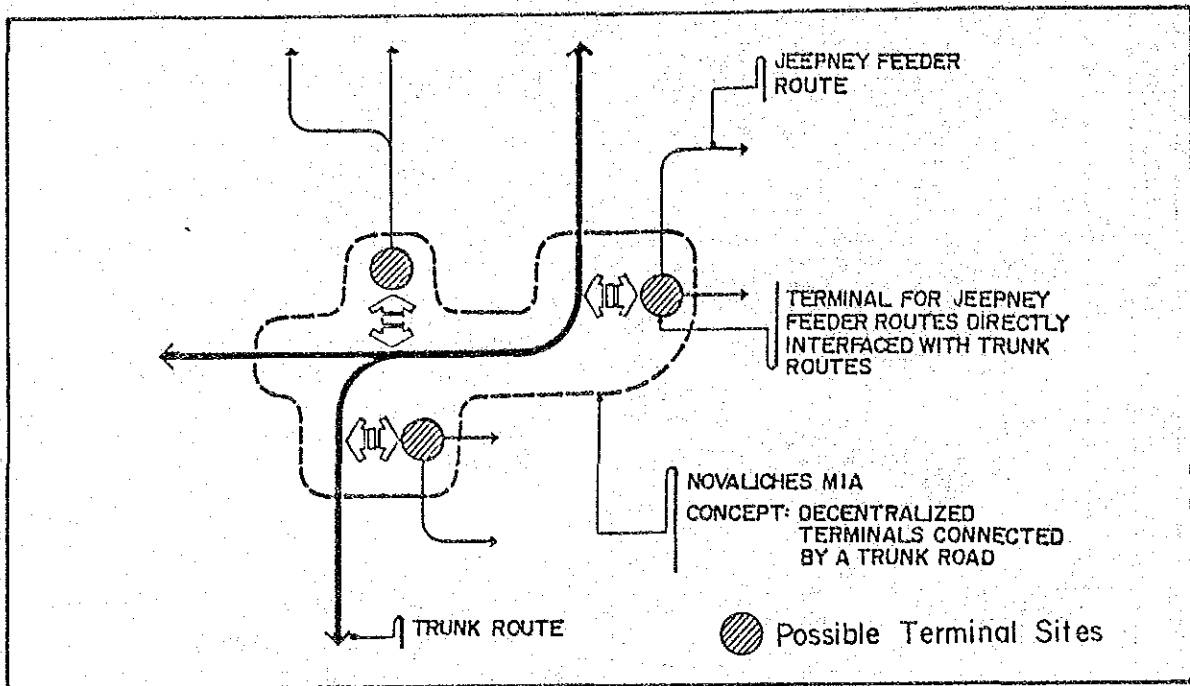 JEEPNEY FEEDER
ROUTE
TERMINAL FOR JEEPNEY
FEEDER ROUTES DIRECTLY
INTERFACED WITH TRUNK
ROUTES
NOVALICHES MIA
CONCEPT: DECENTRALIZED
TERMINALS CONNECTED
BY A TRUNK ROAD
TRUNK ROUTE
Possible Terminal Sites